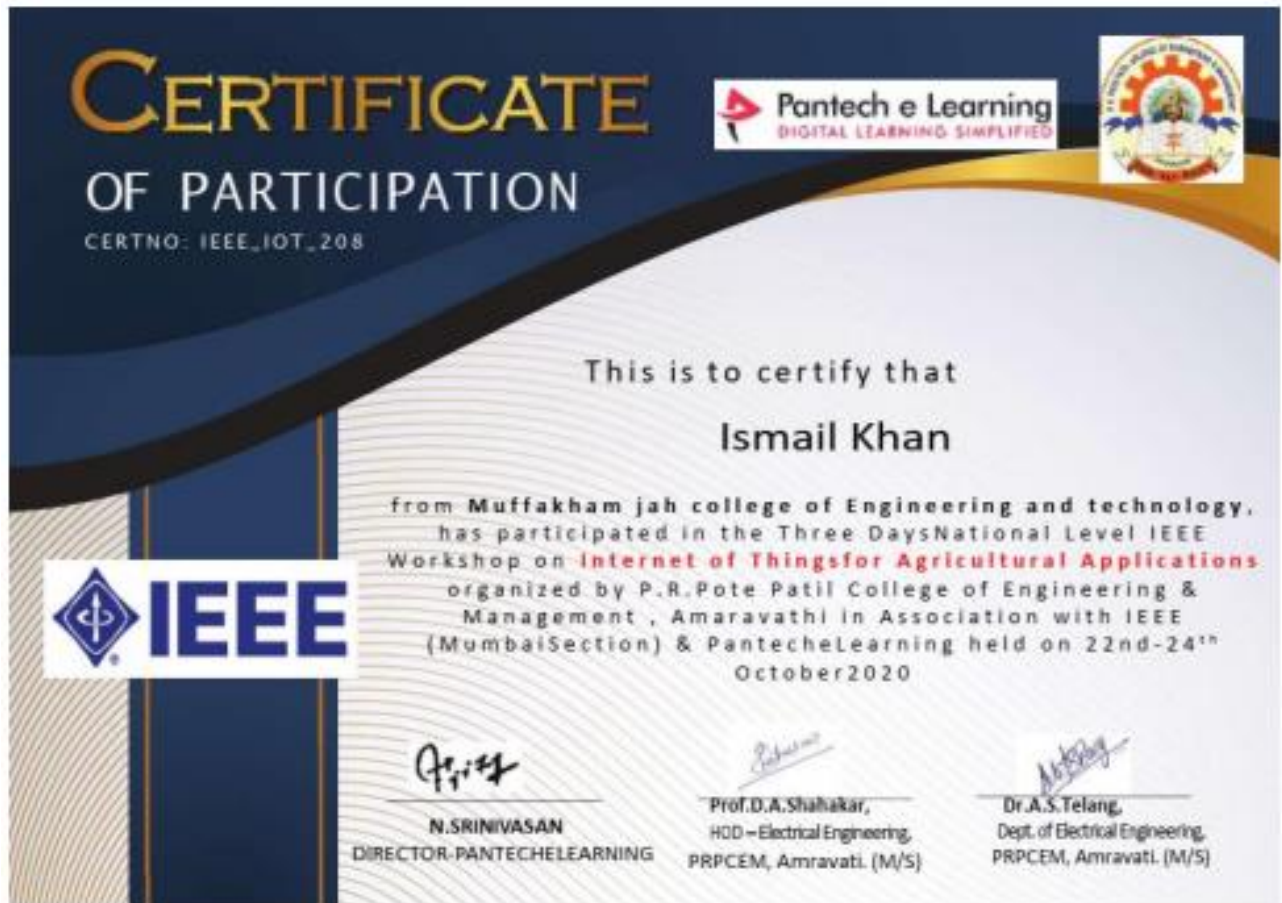 CERTIFICATE
OF PARTICIPATION
CERTNO: IEEE_IOT_208
Pantech e Learning
DIGITAL LEARNING SIMPLIFIED
This is to certify that
Ismail Khan
from Muffakham jah college of Engineering and technology,
has participated in the Three DaysNational Level IEEE
Workshop on Internet of Thingsfor Agricultural Applications
organized by P.R.Pote Patil College of Engineering &
Management , Amaravathi in Association with IEEE
(MumbaiSection) & PantecheLearning held on 22nd-24th
October2020
IEEE
N.SRINIVASAN
DIRECTOR-PANTECHELEARNING
Prof.D.A.Shahakar,
HOD – Electrical Engineering,
PRPCEM, Amravati. (M/S)
Dr.A.S.Telang,
Dept. of Electrical Engineering,
PRPCEM, Amravati. (M/S)